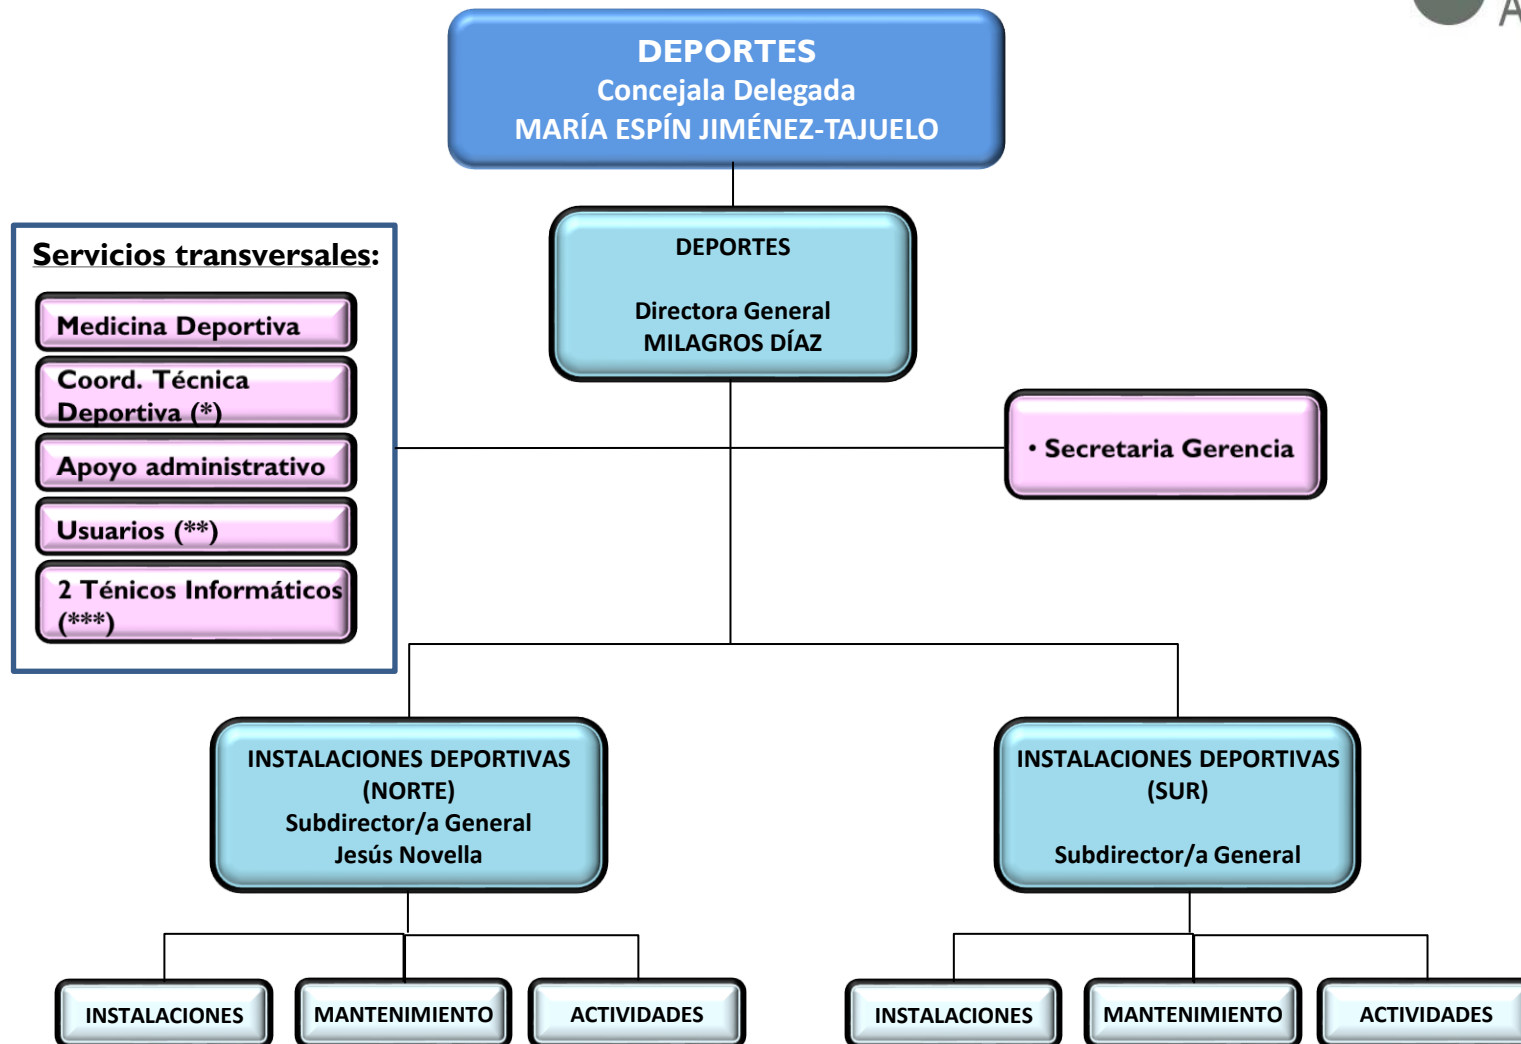 A
DEPORTES
Concejala Delegada
MARÍA ESPÍN JIMÉNEZ-TAJUELO
DEPORTES
Directora General
MILAGROS DÍAZ
Servicios transversales:
Medicina Deportiva
Coord. Técnica
Deportiva (*)
Apoyo administrativo
Usuarios (**)
2 Ténicos Informáticos
(***)
• Secretaria Gerencia
INSTALACIONES DEPORTIVAS
(NORTE)
Subdirector/a General
Jesús Novella
INSTALACIONES DEPORTIVAS
(SUR)
Subdirector/a General
INSTALACIONES
MANTENIMIENTO
ACTIVIDADES
INSTALACIONES
MANTENIMIENTO
ACTIVIDADES